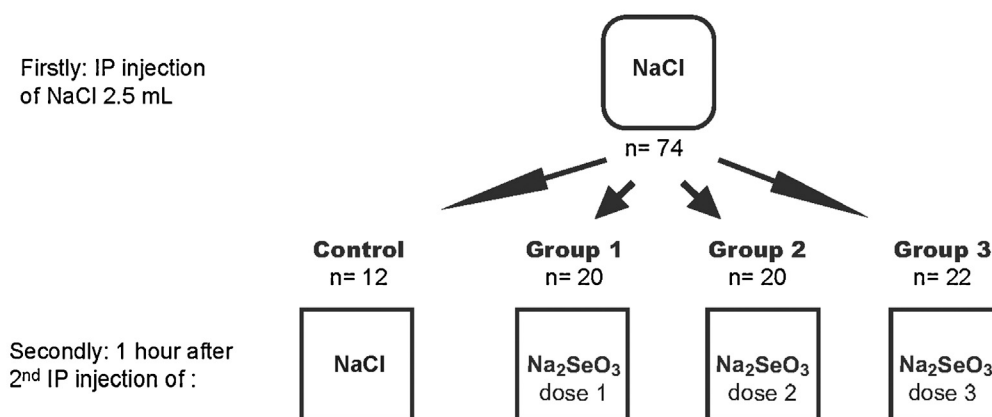 Firstly: IP injection
of NaCl 2.5 mL
NaCl
n= 74
Control
n= 12
Group 1
n= 20
Group 2
n= 20
Group 3
n= 22
Secondly: 1 hour after
2nd IP injection of :
NaCl
Na₂SeO₃
dose 1
Na₂SeO₃
dose 2
Na₂SeO₃
dose 3